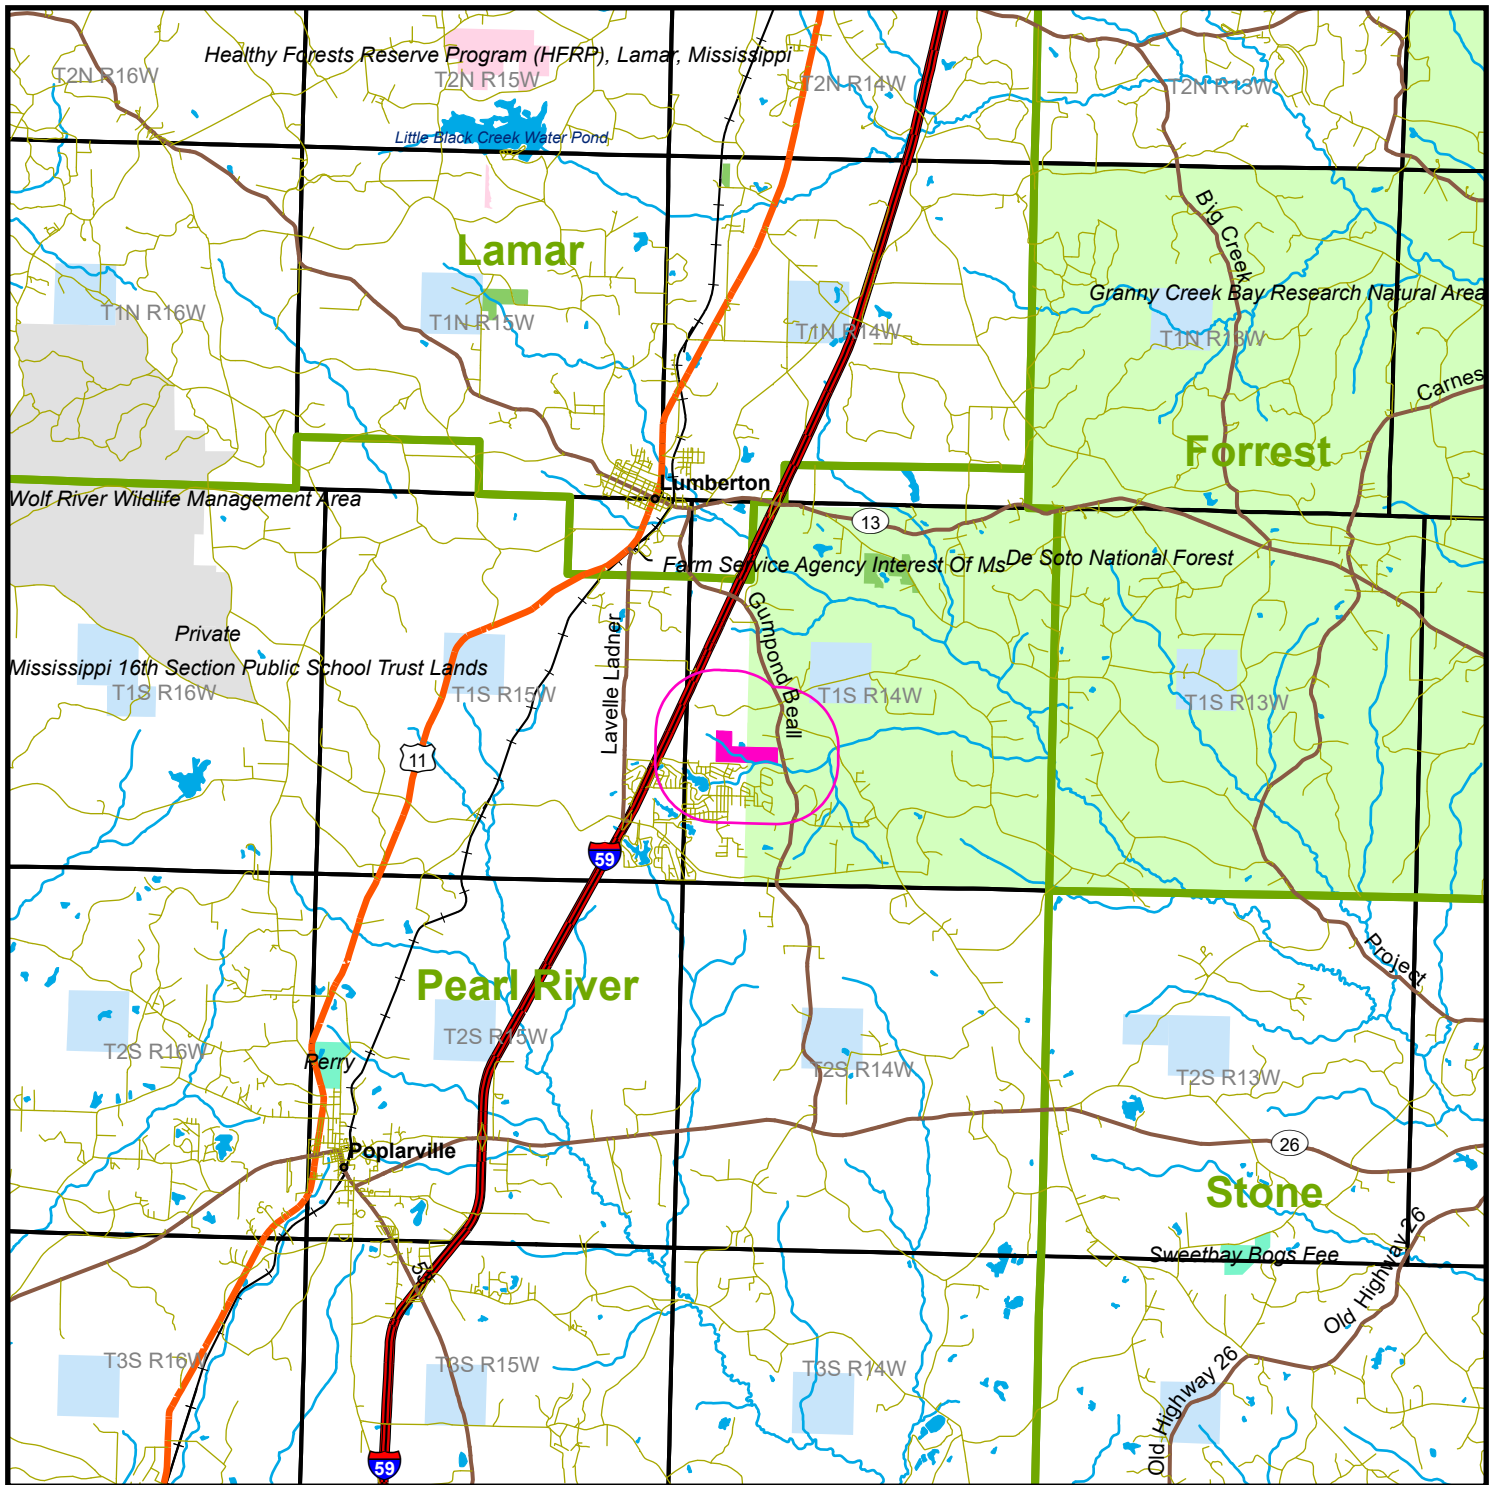 Healthy Forests Reserve Program (HFRP), Lamar, Mississippi
T2N R16W
T2N R15W
T2N R14W
T2N R13W
Little Black Creek Water Pond
Lamar
Big Creek
Granny Creek Bay Research Natural Area
T1N R16W
T1N R15W
T1N R14W
T1N R13W
Carnes
Forrest
Lumberton
Wolf River Wildlife Management Area
13
Farm Service Agency Interest Of Ms
De Soto National Forest
Gumpond Beall
Lavelle Ladner
Private
Mississippi 16th Section Public School Trust Lands
T1S R16W
T1S R15W
T1S R14W
T1S R13W
11
59
Project
Pearl River
T2S R16W
T2S R15W
T2S R14W
T2S R13W
Perry
Poplarville
26
Stone
Sweetbay Bogs Fee
Old Highway 26
53
T3S R16W
T3S R15W
T3S R14W
Old Highway 26
59